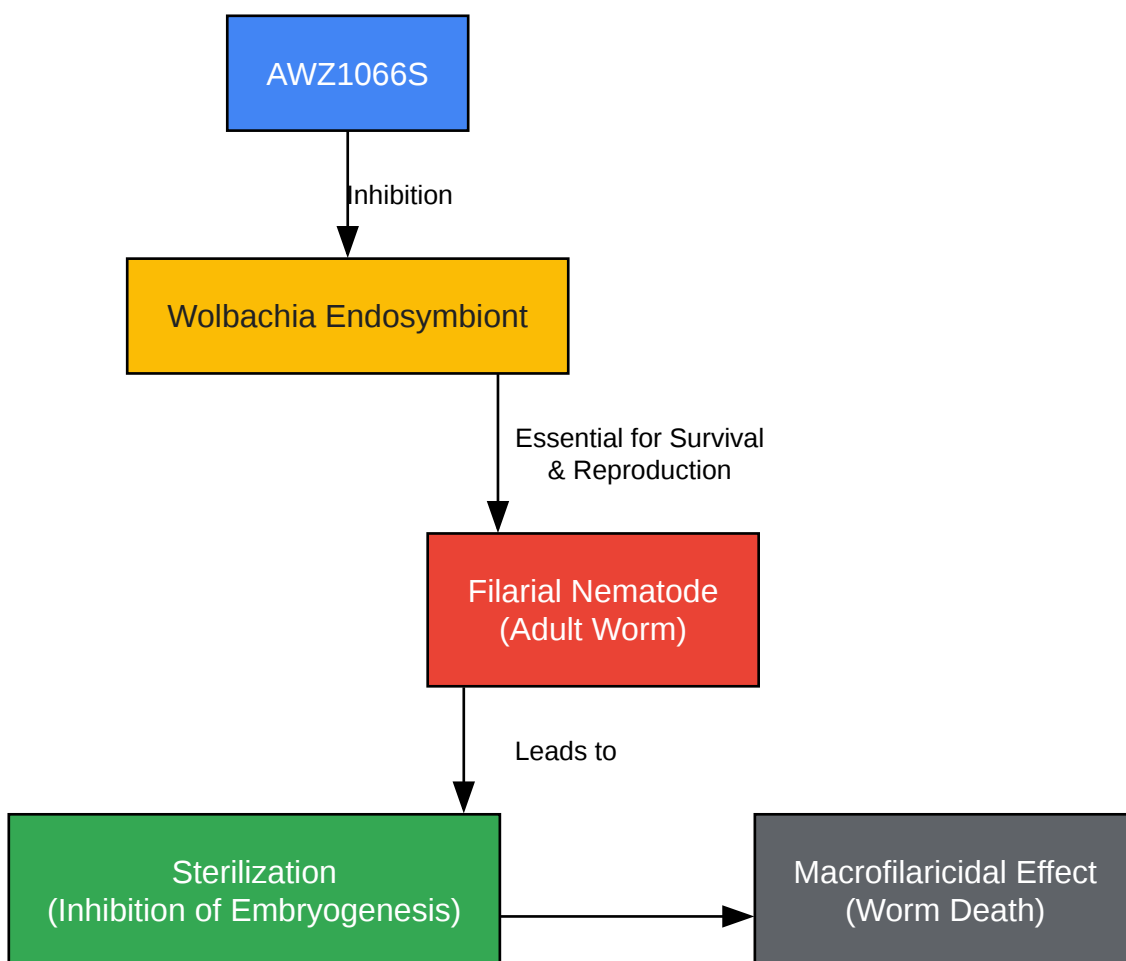 AWZ1066S
Inhibition
Wolbachia Endosymbiont
Essential for Survival
& Reproduction
Filarial Nematode
(Adult Worm)
Leads to
Sterilization
(Inhibition of Embryogenesis)
Macrofilaricidal Effect
(Worm Death)